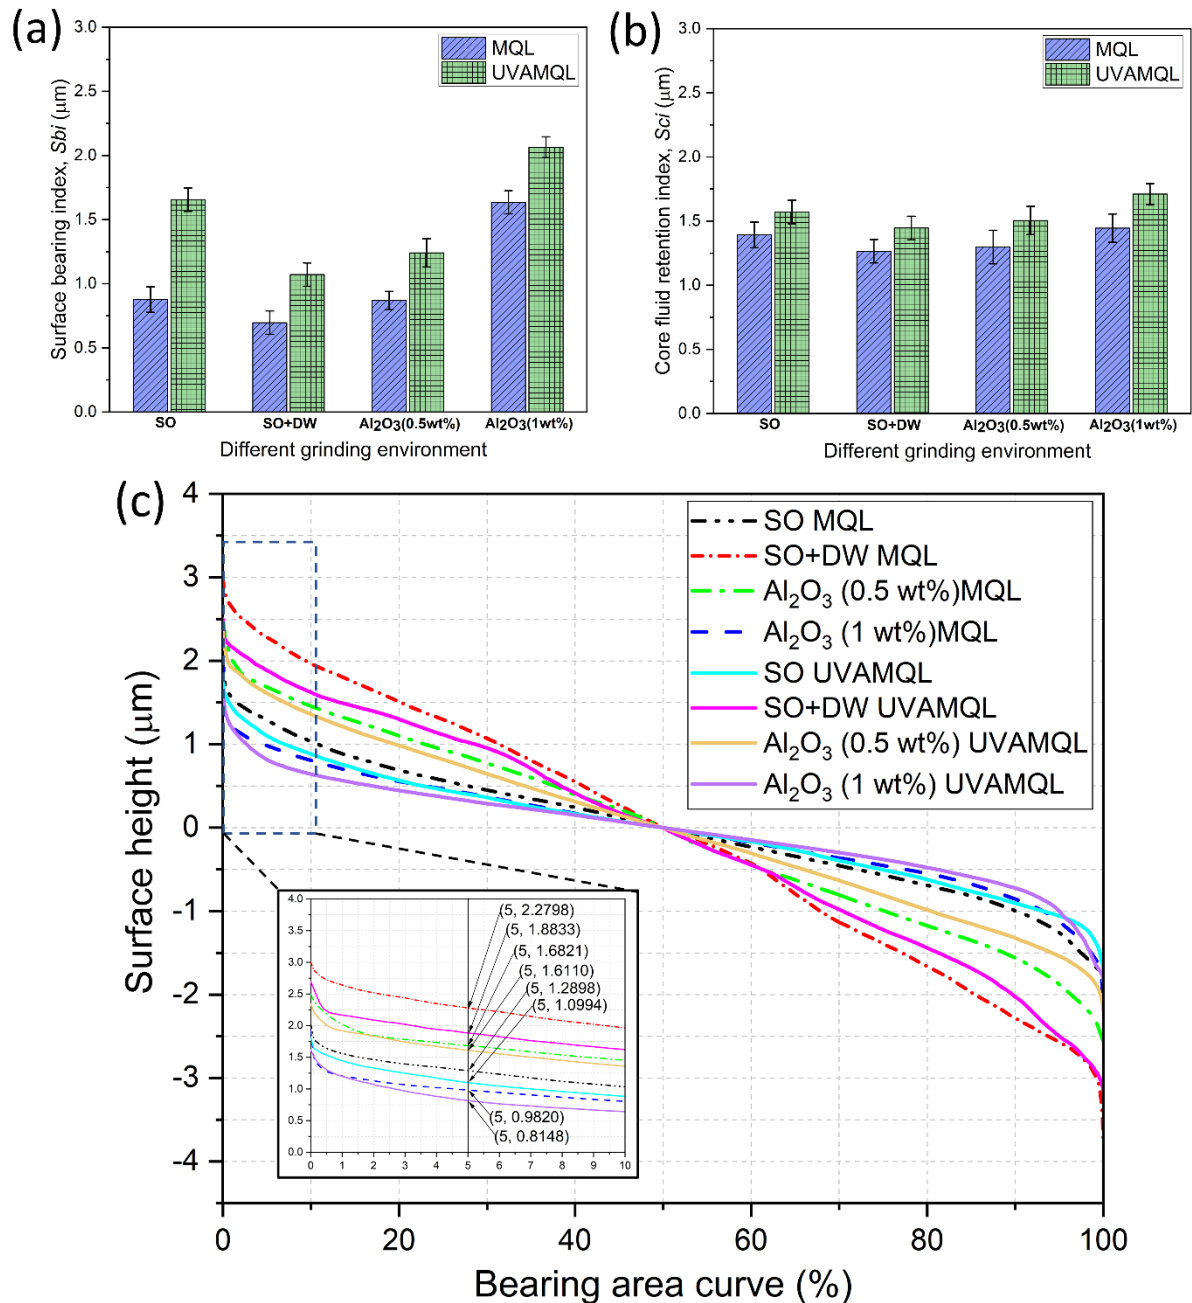 (a)
3.0
2.5
2.0
1.5
1.0
0.5
0.0
Surface bearing index, Sbi (μm)
MQL
UVAMQL
SO
SO+DW
Al₂O₃(0.5wt%)
Al₂O₃(1wt%)
Different grinding environment
(b)
3.0
2.5
2.0
1.5
1.0
0.5
0.0
Core fluid retention index, Sci (μm)
MQL
UVAMQL
SO
SO+DW
Al₂O₃(0.5wt%)
Al₂O₃(1wt%)
Different grinding environment
(c)
4
3
2
1
0
-1
-2
-3
-4
Surface height (μm)
SO MQL
SO+DW MQL
Al₂O₃ (0.5 wt%)MQL
Al₂O₃ (1 wt%)MQL
SO UVAMQL
SO+DW UVAMQL
Al₂O₃ (0.5 wt%) UVAMQL
Al₂O₃ (1 wt%) UVAMQL
4.0
3.5
3.0
2.5
2.0
1.5
1.0
0.5
0.0
(5, 2.2798)
(5, 1.8833)
(5, 1.6821)
(5, 1.6110)
(5, 1.2898)
(5, 1.0994)
(5, 0.9820)
(5, 0.8148)
0 1 2 3 4 5 6 7 8 9 10
0 20 40 60 80 100
Bearing area curve (%)